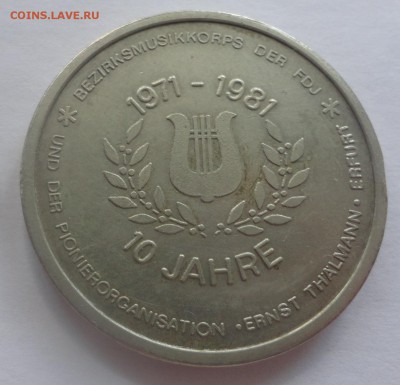 COINS.LAVE.RU
* BEZIRKSMUSIKKORPS DER FDJ *
UND DER PIONIERORGANISATION · ERNST THÄLMANN · ERFURT
1971 - 1981
10 JAHRE